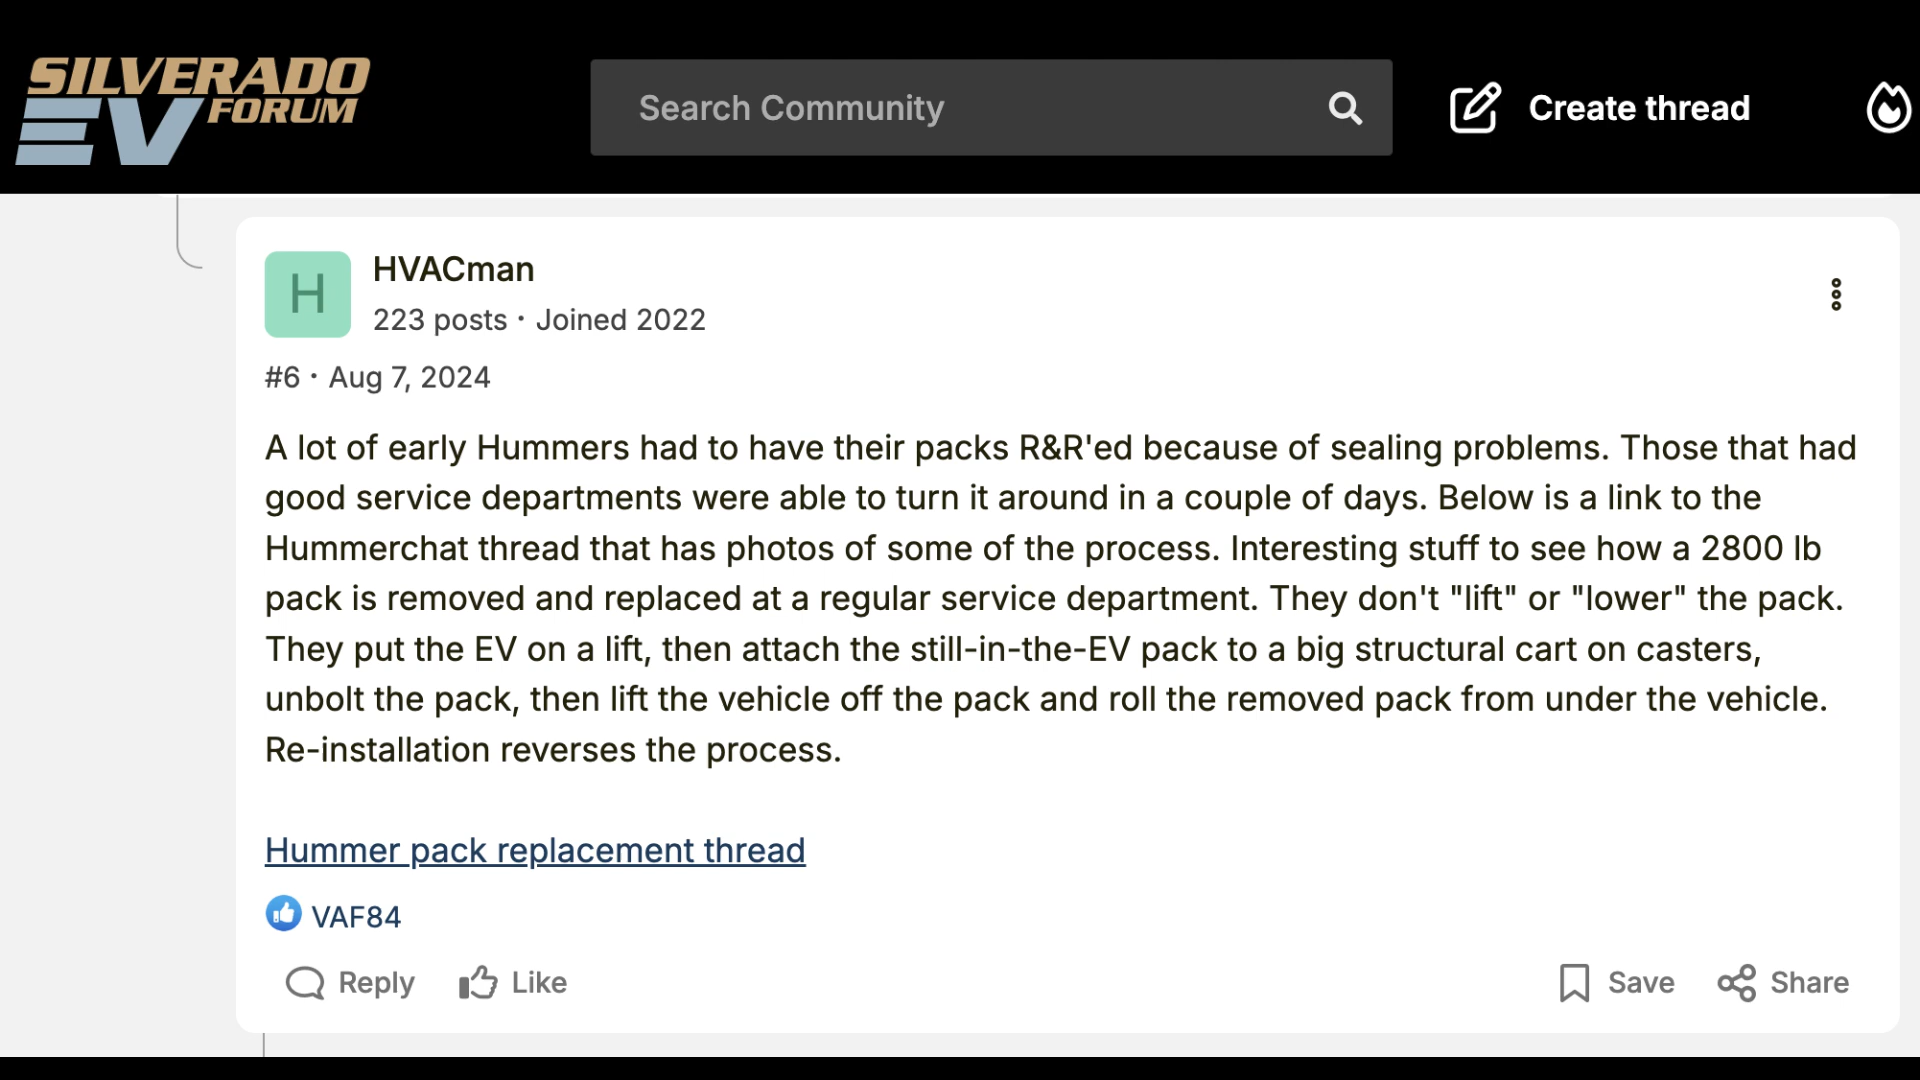 SILVERADO
EV FORUM
Search Community
Create thread
H
HVACman
223 posts · Joined 2022
#6 · Aug 7, 2024
A lot of early Hummers had to have their packs R&R'ed because of sealing problems. Those that had
good service departments were able to turn it around in a couple of days. Below is a link to the
Hummerchat thread that has photos of some of the process. Interesting stuff to see how a 2800 lb
pack is removed and replaced at a regular service department. They don't "lift" or "lower" the pack.
They put the EV on a lift, then attach the still-in-the-EV pack to a big structural cart on casters,
unbolt the pack, then lift the vehicle off the pack and roll the removed pack from under the vehicle.
Re-installation reverses the process.
Hummer pack replacement thread
VAF84
Reply Like Save Share